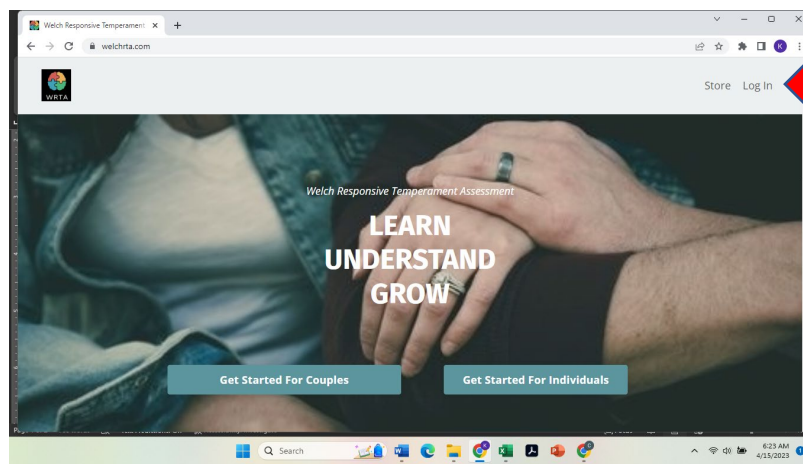 Welch Responsive Temperament
welchrta.com
K
WRTA
Store Log In
Welch Responsive Temperament Assessment
LEARN
UNDERSTAND
GROW
Get Started For Couples Get Started For Individuals
Search
6:23 AM
4/15/2023